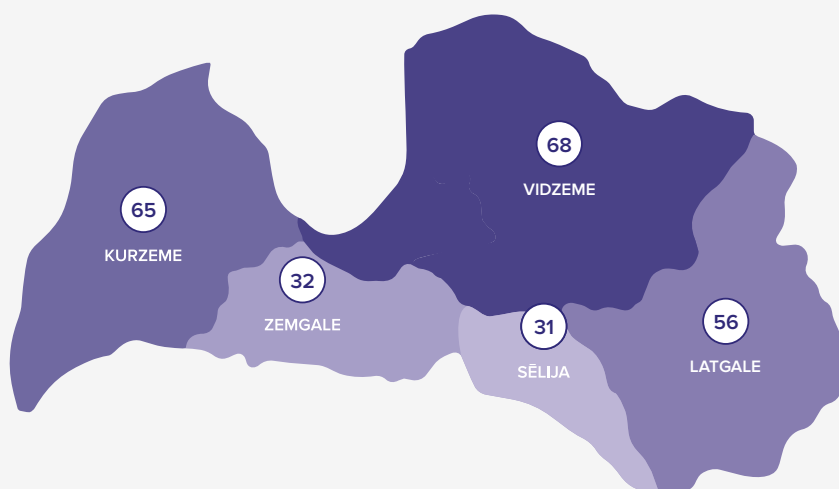 68
VIDZEME
65
KURZEME
32
ZEMGALE
31
SĒLIJA
56
LATGALE